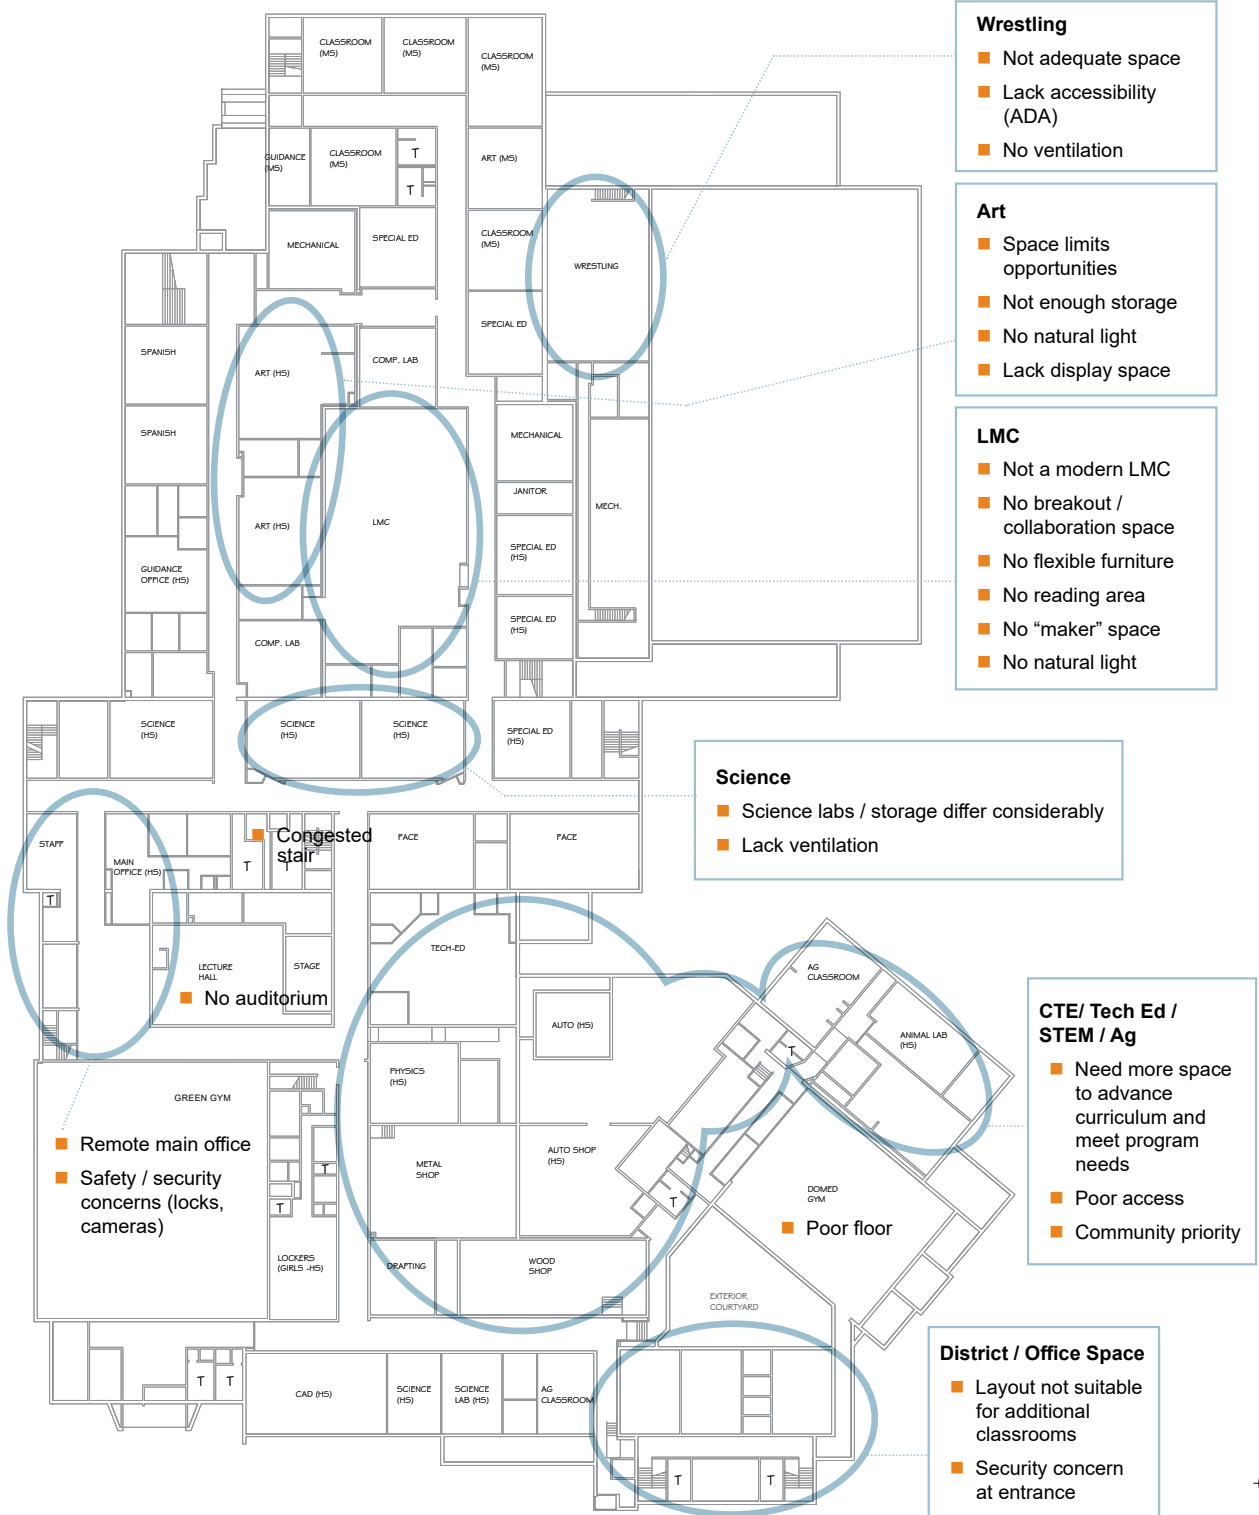 CLASSROOM
(MS)
CLASSROOM
(MS)
CLASSROOM
(MS)
GUIDANCE
(MS)
CLASSROOM
(MS)
T
T
ART (MS)
MECHANICAL
SPECIAL ED
CLASSROOM
(MS)
WRESTLING
SPECIAL ED
SPANISH
ART (HS)
COMP. LAB
SPANISH
MECHANICAL
JANITOR
MECH.
LMC
ART (HS)
SPECIAL ED
(HS)
GUIDANCE
OFFICE (HS)
SPECIAL ED
(HS)
COMP. LAB
SCIENCE
(HS)
SCIENCE
(HS)
SCIENCE
(HS)
SPECIAL ED
(HS)
Wrestling
Not adequate space
Lack accessibility
(ADA)
No ventilation
Art
Space limits
opportunities
Not enough storage
No natural light
Lack display space
LMC
Not a modern LMC
No breakout /
collaboration space
No flexible furniture
No reading area
No “maker” space
No natural light
Science
Science labs / storage differ considerably
Lack ventilation
STAFF
MAIN
OFFICE (HS)
Congested
stair
T
T
T
FACE
FACE
TECH-ED
LECTURE
HALL
STAGE
No auditorium
AG
CLASSROOM
AUTO (HS)
ANIMAL LAB
(HS)
T
PHYSICS
(HS)
GREEN GYM
Remote main office
Safety / security
concerns (locks,
cameras)
T
T
LOCKERS
(GIRLS -HS)
METAL
SHOP
AUTO SHOP
(HS)
T
DOMED
GYM
Poor floor
DRAFTING
WOOD
SHOP
EXTERIOR
COURTYARD
CTE/ Tech Ed /
STEM / Ag
Need more space
to advance
curriculum and
meet program
needs
Poor access
Community priority
T
T
CAD (HS)
SCIENCE
(HS)
SCIENCE
LAB (HS)
AG
CLASSROOM
T
T
District / Office Space
Layout not suitable
for additional
classrooms
Security concern
at entrance